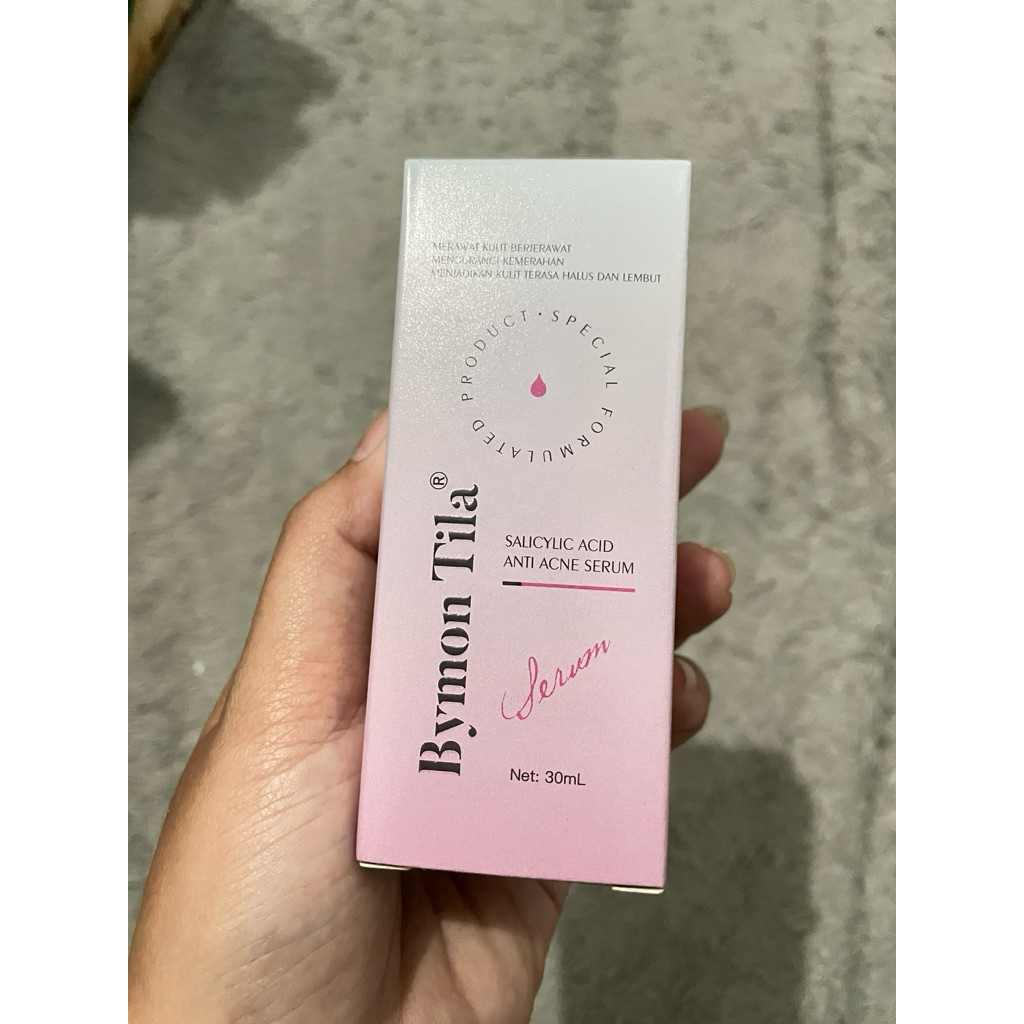 MERAWAT KULIT BERJERAWAT
MENGURANGI KEMERAHAN
MENJADIKAN KULIT TERASA HALUS DAN LEMBUT
SPECIAL FORMULATED PRODUCT ·
Bymon Tila®
SALICYLIC ACID
ANTI ACNE SERUM
Serum
Net: 30mL